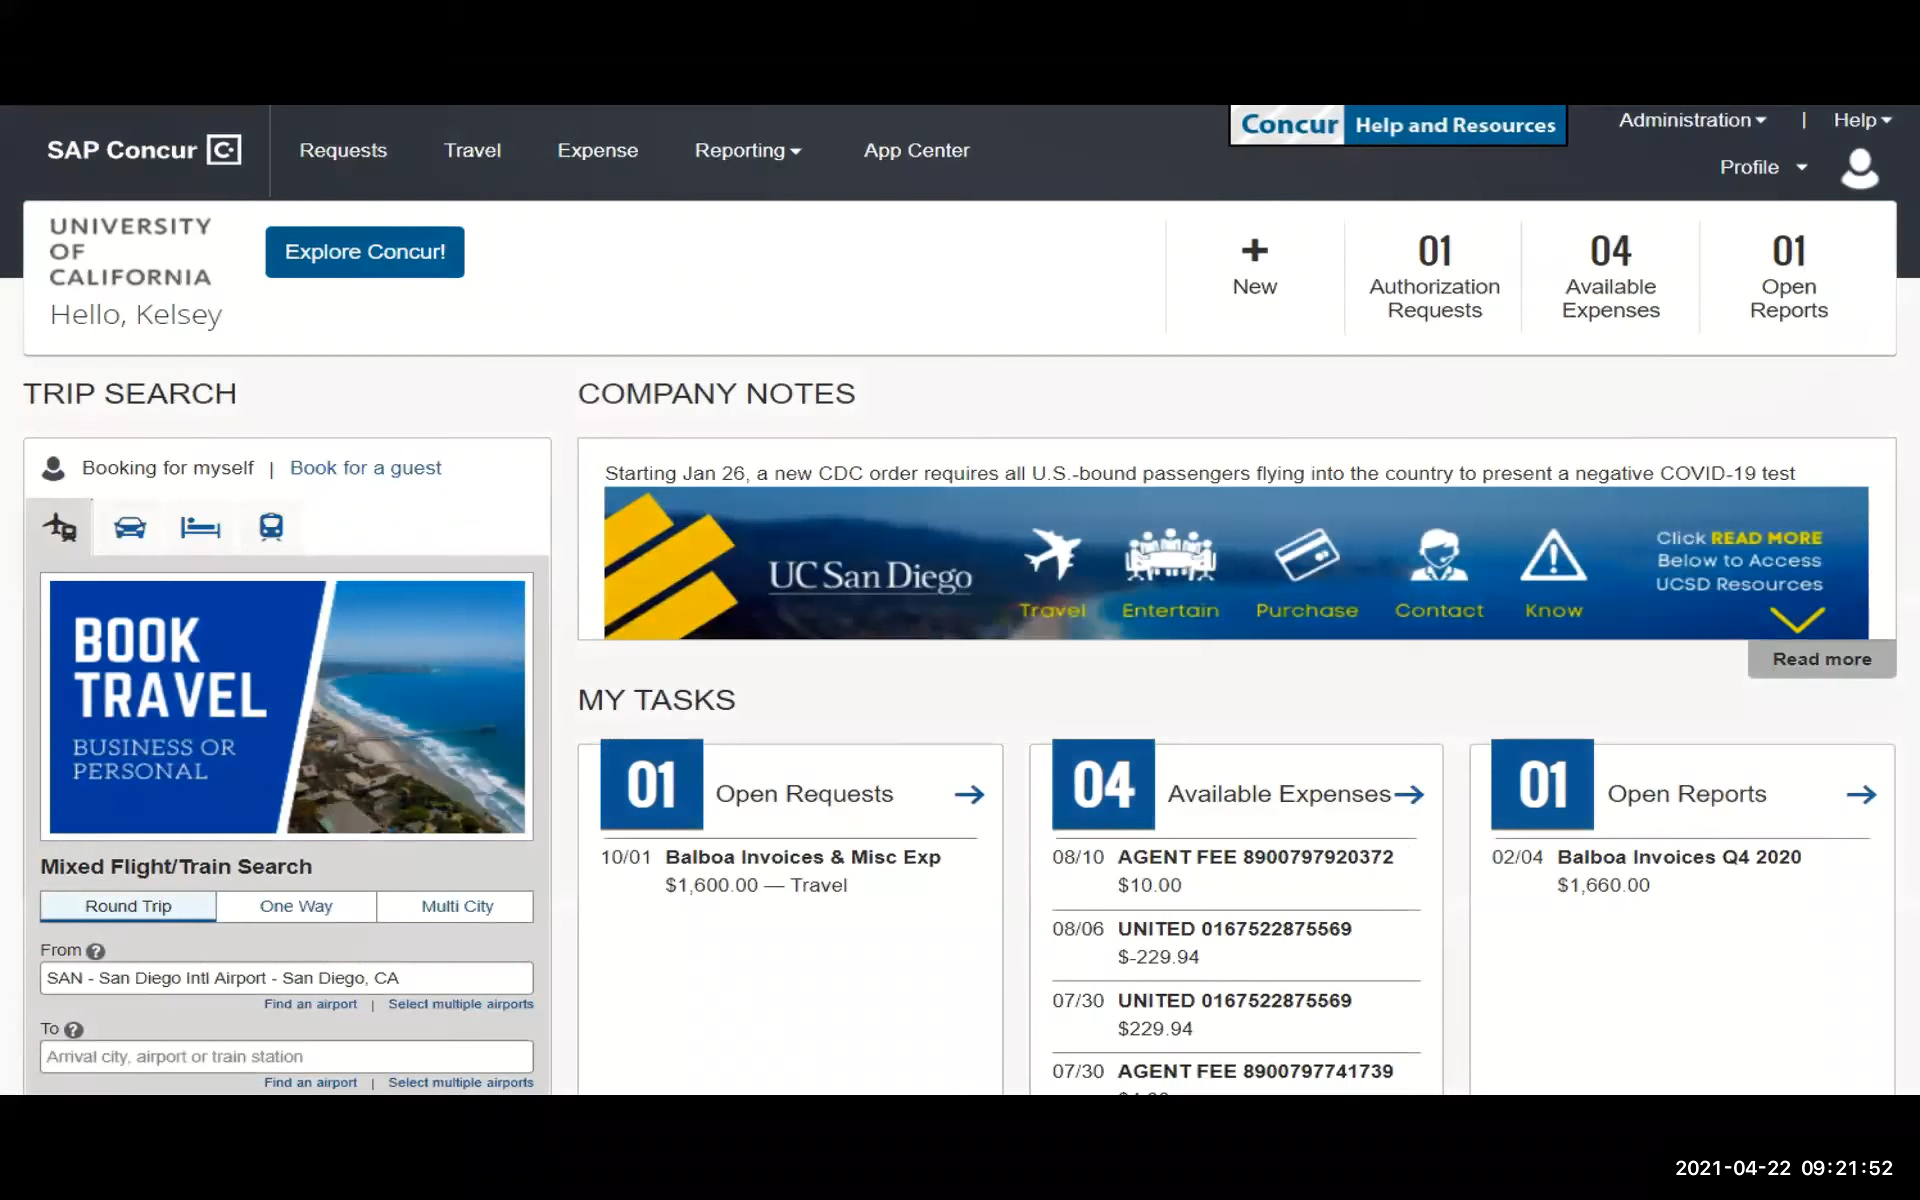 SAP Concur C.
Requests
Travel
Expense
Reporting
App Center
Concur Help and Resources
Administration | Help
Profile
UNIVERSITY
OF
CALIFORNIA
Hello, Kelsey
Explore Concur!
+
New
01
Authorization
Requests
04
Available
Expenses
01
Open
Reports
TRIP SEARCH
Booking for myself | Book for a guest
BOOK
TRAVEL
BUSINESS OR
PERSONAL
Mixed Flight/Train Search
Round Trip
One Way
Multi City
From ?
SAN - San Diego Intl Airport - San Diego, CA
Find an airport | Select multiple airports
To ?
Arrival city, airport or train station
Find an airport | Select multiple airports
COMPANY NOTES
Starting Jan 26, a new CDC order requires all U.S.-bound passengers flying into the country to present a negative COVID-19 test
UC San Diego
Travel
Entertain
Purchase
Contact
Know
Click READ MORE
Below to Access
UCSD Resources
Read more
MY TASKS
01 Open Requests
10/01 Balboa Invoices & Misc Exp
$1,600.00 — Travel
04 Available Expenses
08/10 AGENT FEE 8900797920372
$10.00
08/06 UNITED 0167522875569
$-229.94
07/30 UNITED 0167522875569
$229.94
07/30 AGENT FEE 8900797741739
01 Open Reports
02/04 Balboa Invoices Q4 2020
$1,660.00
2021-04-22 09:21:52